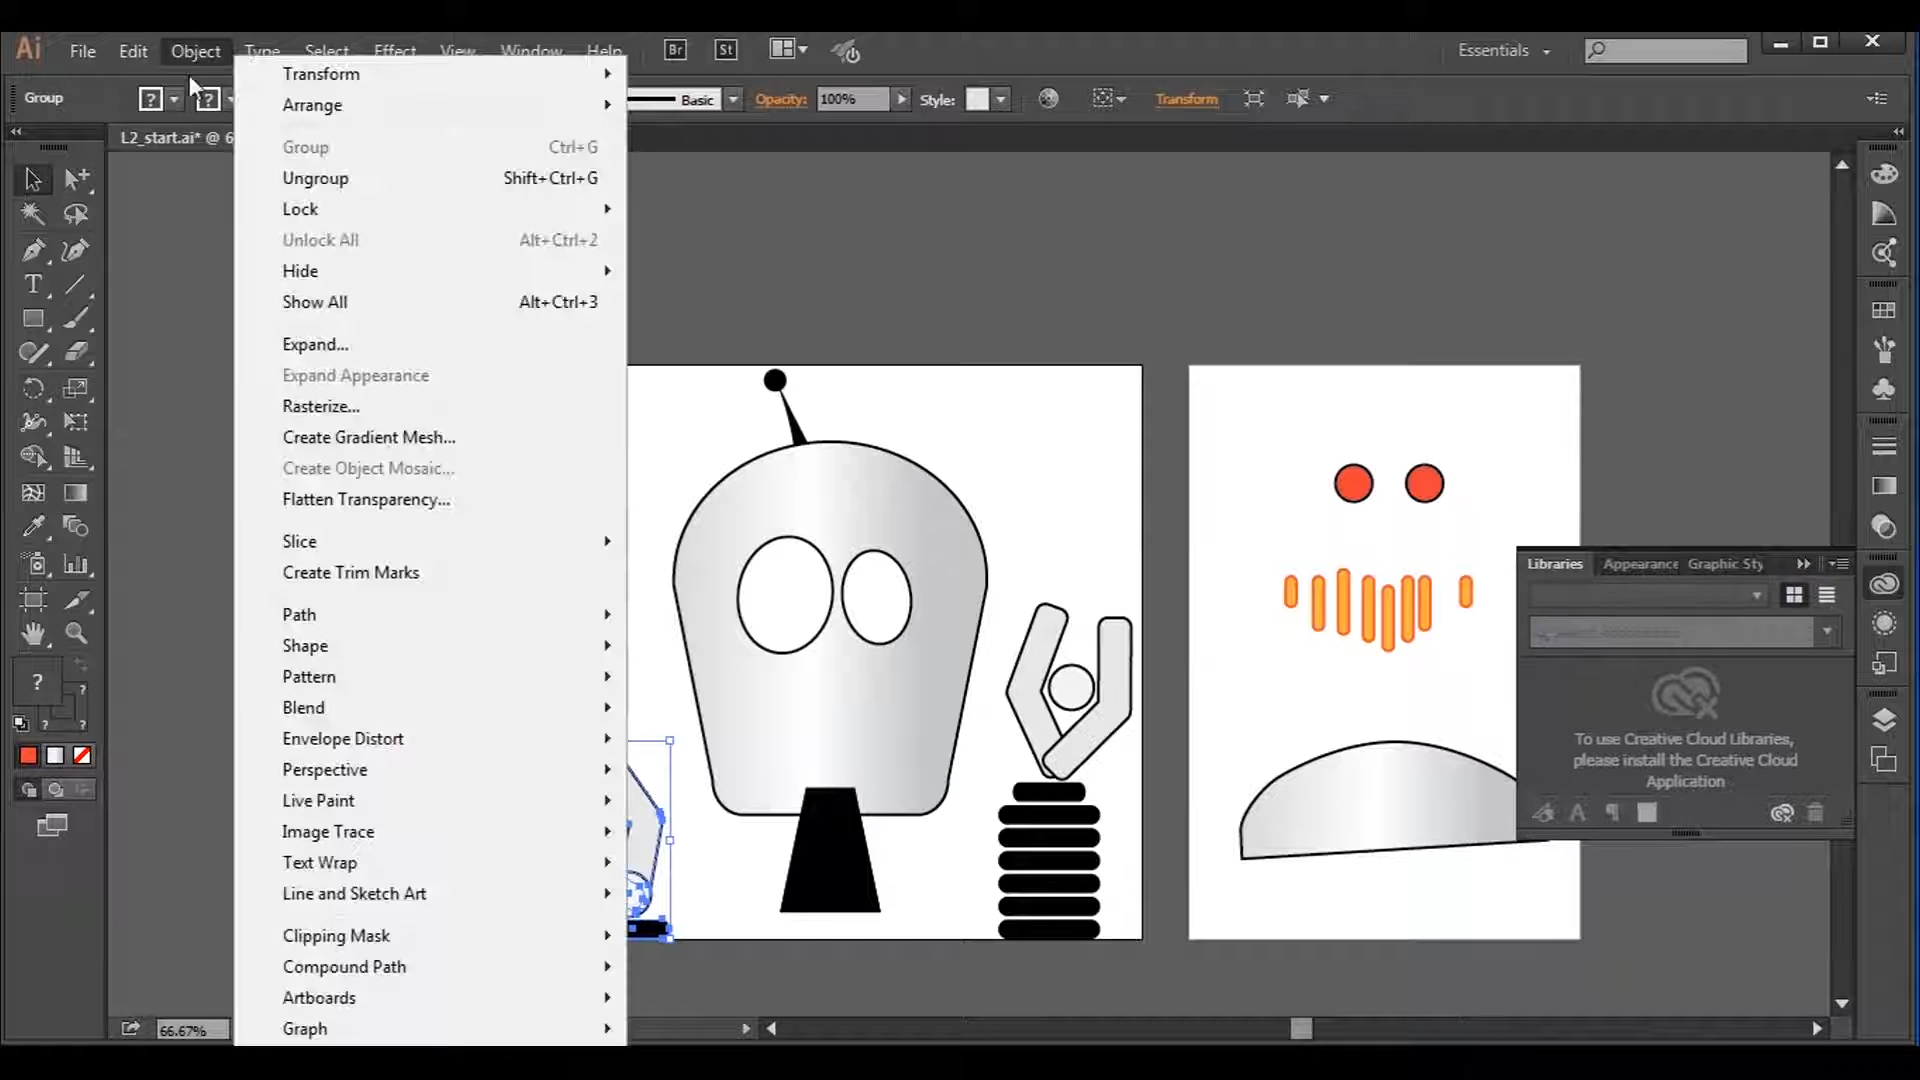 Ai File Edit Object Type Select Effect View Window Help Br St Essentials
Group ? ? Basic Opacity: 100% Style: Transform
L2_start.ai* @ 6
Transform
Arrange
Group Ctrl+G
Ungroup Shift+Ctrl+G
Lock
Unlock All Alt+Ctrl+2
Hide
Show All Alt+Ctrl+3
Expand...
Expand Appearance
Rasterize...
Create Gradient Mesh...
Create Object Mosaic...
Flatten Transparency...
Slice
Create Trim Marks
Path
Shape
Pattern
Blend
Envelope Distort
Perspective
Live Paint
Image Trace
Text Wrap
Line and Sketch Art
Clipping Mask
Compound Path
Artboards
Graph
T
? ?
? ?
66.67%
Libraries Appearance Graphic Sty
To use Creative Cloud Libraries,
please install the Creative Cloud
Application
A